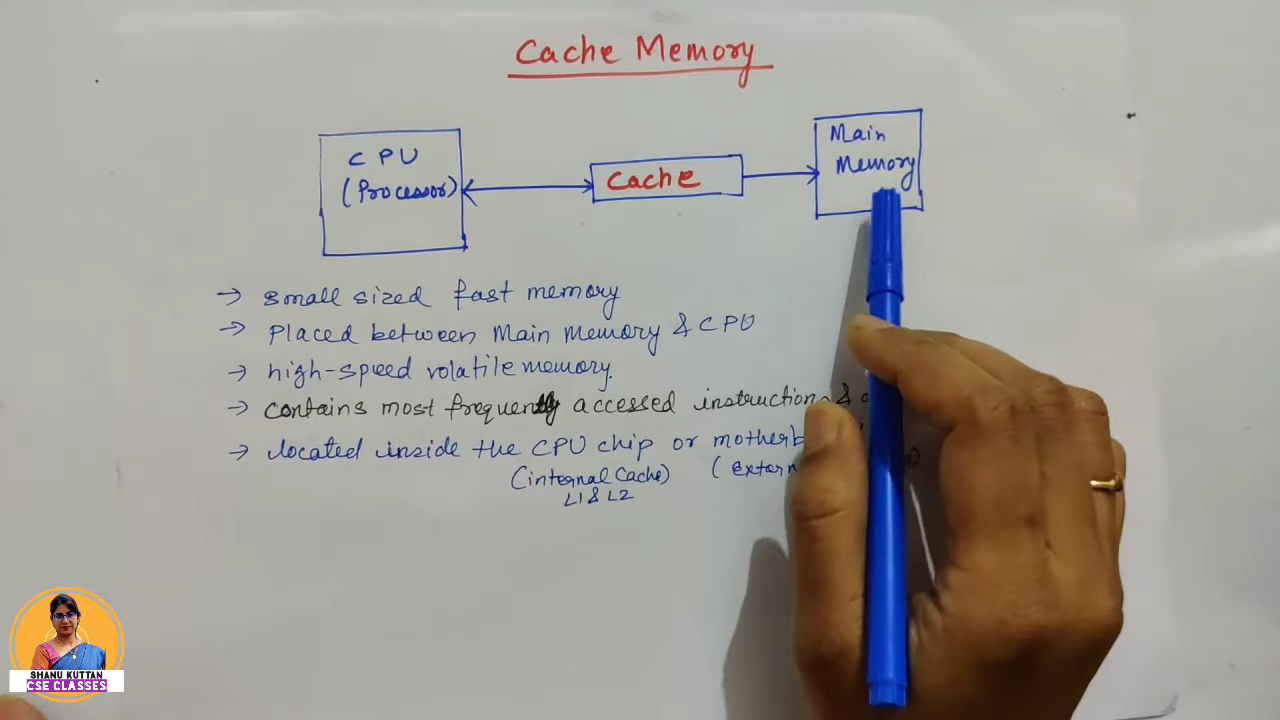 Cache Memory
CPU
(Processor)
Cache
Main
Memory
→ small sized fast memory
→ Placed between Main Memory & CPU
→ high-speed volatile memory.
→ contains most frequently accessed instructions &
→ located inside the CPU chip or
(internal Cache)
L1 & L2
SHANU KUTTAN
CSE CLASSES